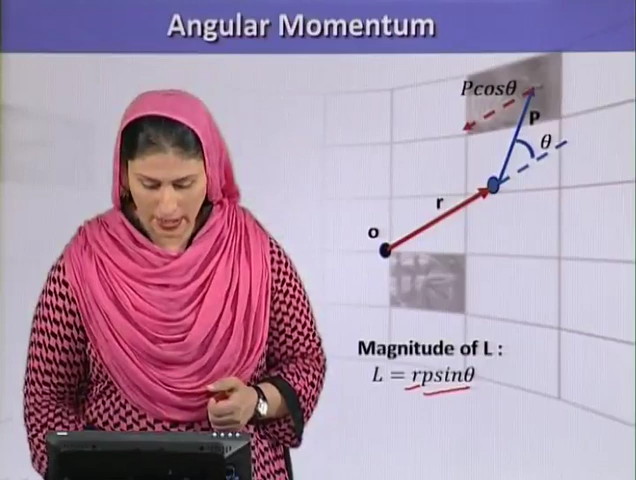 Angular Momentum
Pcosθ
P
θ
r
o
Magnitude of L :
L = rpsinθ